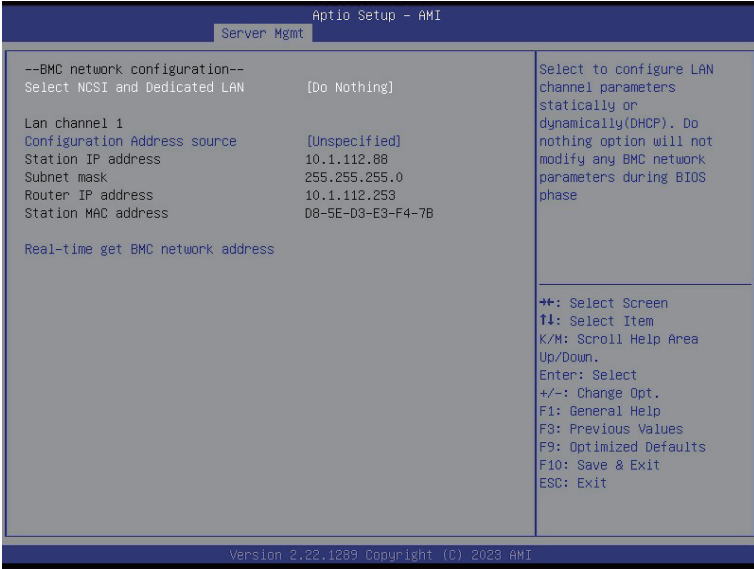 Aptio Setup – AMI
Server Mgmt
--BMC network configuration--
Select NCSI and Dedicated LAN [Do Nothing]
Lan channel 1
Configuration Address source [Unspecified]
Station IP address 10.1.112.88
Subnet mask 255.255.255.0
Router IP address 10.1.112.253
Station MAC address D8-5E-D3-E3-F4-7B
Real-time get BMC network address
Select to configure LAN
channel parameters
statically or
dynamically(DHCP). Do
nothing option will not
modify any BMC network
parameters during BIOS
phase
→←: Select Screen
↑↓: Select Item
K/M: Scroll Help Area
Up/Down.
Enter: Select
+/-: Change Opt.
F1: General Help
F3: Previous Values
F9: Optimized Defaults
F10: Save & Exit
ESC: Exit
Version 2.22.1289 Copyright (C) 2023 AMI